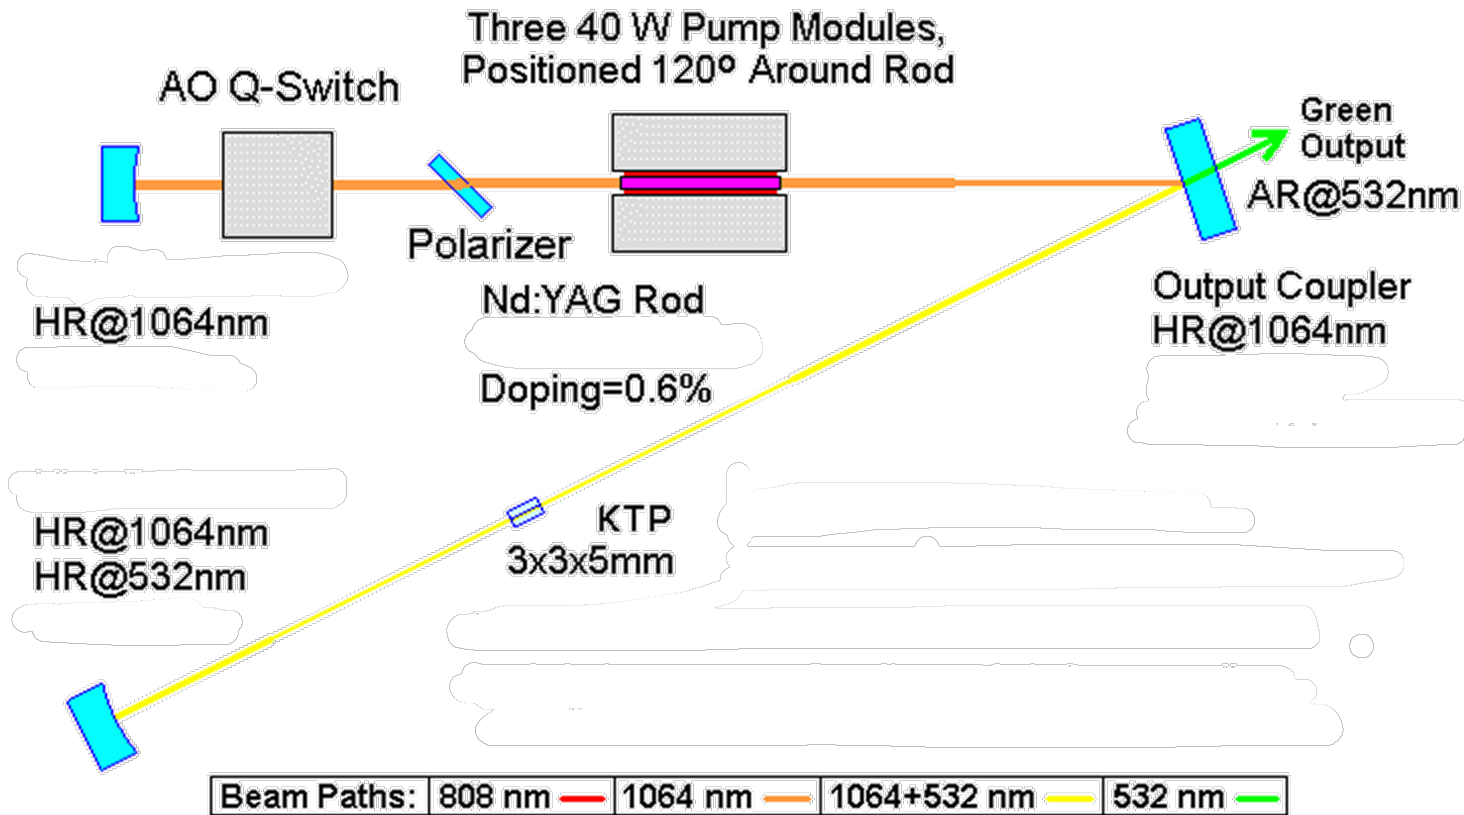 Three 40 W Pump Modules,
Positioned 120º Around Rod
AO Q-Switch
Green
Output
AR@532nm
Polarizer
HR@1064nm
Nd:YAG Rod
Doping=0.6%
Output Coupler
HR@1064nm
HR@1064nm
HR@532nm
KTP
3x3x5mm
Beam Paths: 808 nm 1064 nm 1064+532 nm 532 nm